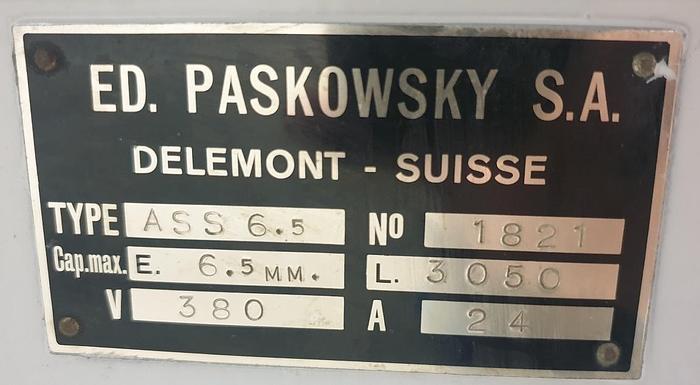 ED. PASKOWSKY S.A.
DELEMONT - SUISSE
TYPE ASS 6.5 No 1821
Cap.max. E. 6.5 MM. L. 3050
V 380 A 24